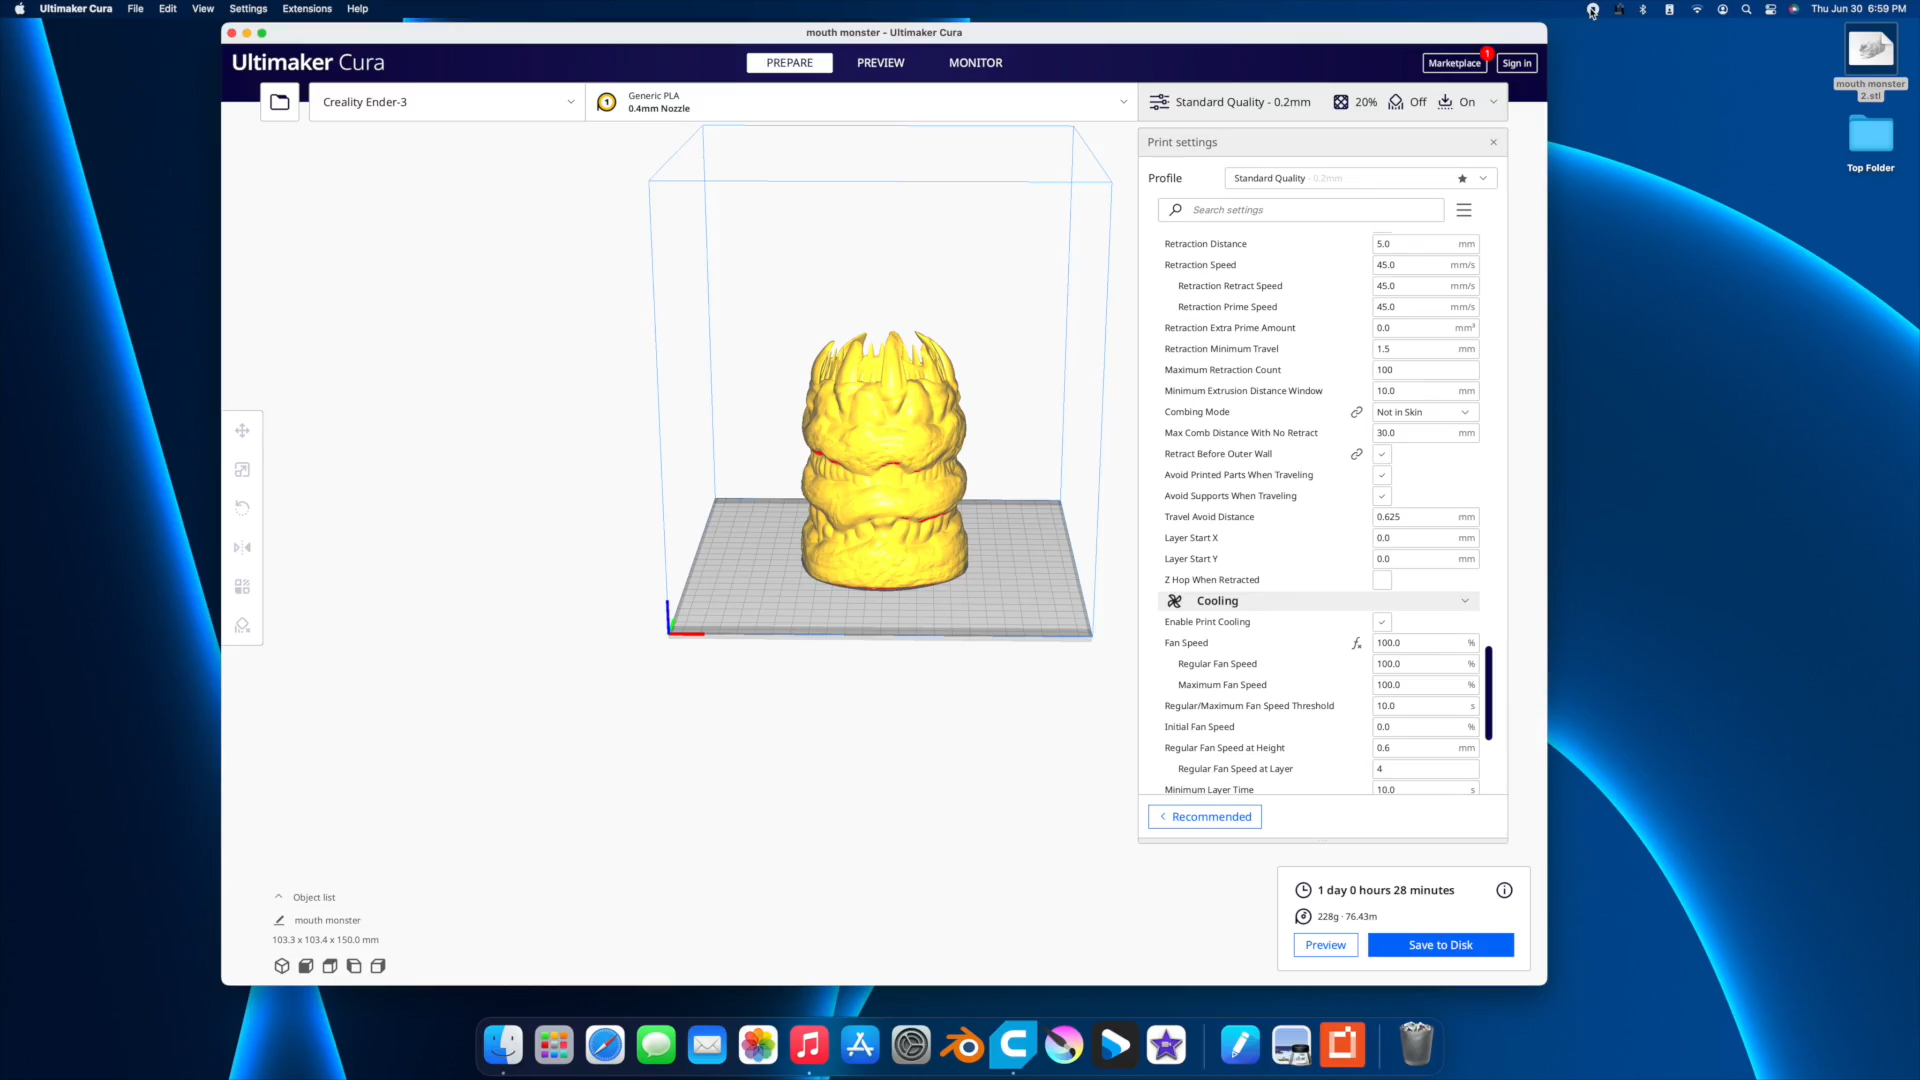 Ultimaker Cura File Edit View Settings Extensions Help Thu Jun 30 6:59 PM
mouth monster - Ultimaker Cura
Ultimaker Cura PREPARE PREVIEW MONITOR Marketplace 1 Sign in
Creality Ender-3
1 Generic PLA
0.4mm Nozzle
Standard Quality - 0.2mm 20% Off On
mouth monster
2.stl
Top Folder
Print settings
Profile Standard Quality - 0.2mm
Search settings
Retraction Distance 5.0 mm
Retraction Speed 45.0 mm/s
Retraction Retract Speed 45.0 mm/s
Retraction Prime Speed 45.0 mm/s
Retraction Extra Prime Amount 0.0 mm³
Retraction Minimum Travel 1.5 mm
Maximum Retraction Count 100
Minimum Extrusion Distance Window 10.0 mm
Combing Mode Not in Skin
Max Comb Distance With No Retract 30.0 mm
Retract Before Outer Wall
Avoid Printed Parts When Traveling
Avoid Supports When Traveling
Travel Avoid Distance 0.625 mm
Layer Start X 0.0 mm
Layer Start Y 0.0 mm
Z Hop When Retracted
Cooling
Enable Print Cooling
Fan Speed 100.0 %
Regular Fan Speed 100.0 %
Maximum Fan Speed 100.0 %
Regular/Maximum Fan Speed Threshold 10.0 s
Initial Fan Speed 0.0 %
Regular Fan Speed at Height 0.6 mm
Regular Fan Speed at Layer 4
Minimum Layer Time 10.0 s
Recommended
1 day 0 hours 28 minutes
228g · 76.43m
Preview Save to Disk
Object list
mouth monster
103.3 x 103.4 x 150.0 mm